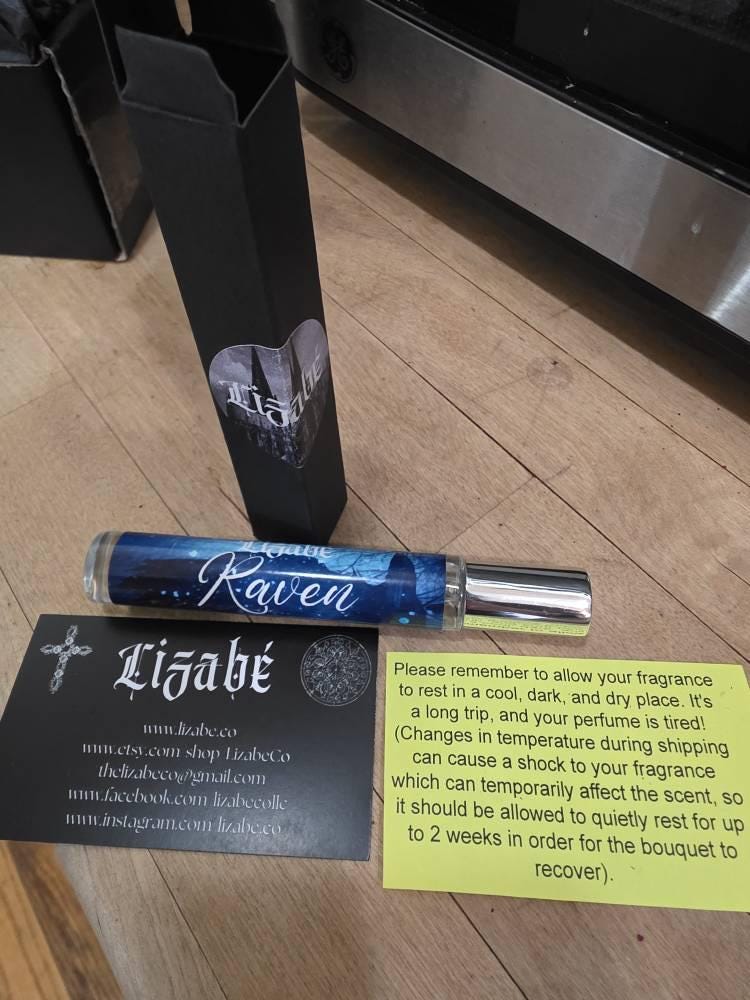 Lizabé
Lizabé
Raven
Lizabé
www.lizabe.co
www.etsy.com/shop/LizabeCo
thelizabeco@gmail.com
www.facebook.com/lizabecollc
www.instagram.com/lizabe.co
Please remember to allow your fragrance
to rest in a cool, dark, and dry place. It's
a long trip, and your perfume is tired!
(Changes in temperature during shipping
can cause a shock to your fragrance
which can temporarily affect the scent, so
it should be allowed to quietly rest for up
to 2 weeks in order for the bouquet to
recover).